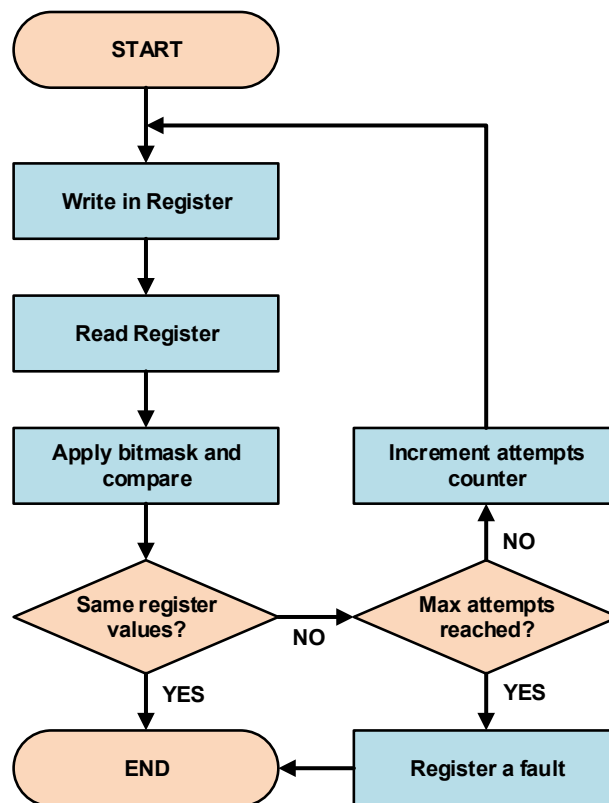 START
Write in Register
Read Register
Apply bitmask and
compare
Increment attempts
counter
NO
Same register
values?
NO
Max attempts
reached?
YES
YES
END
Register a fault